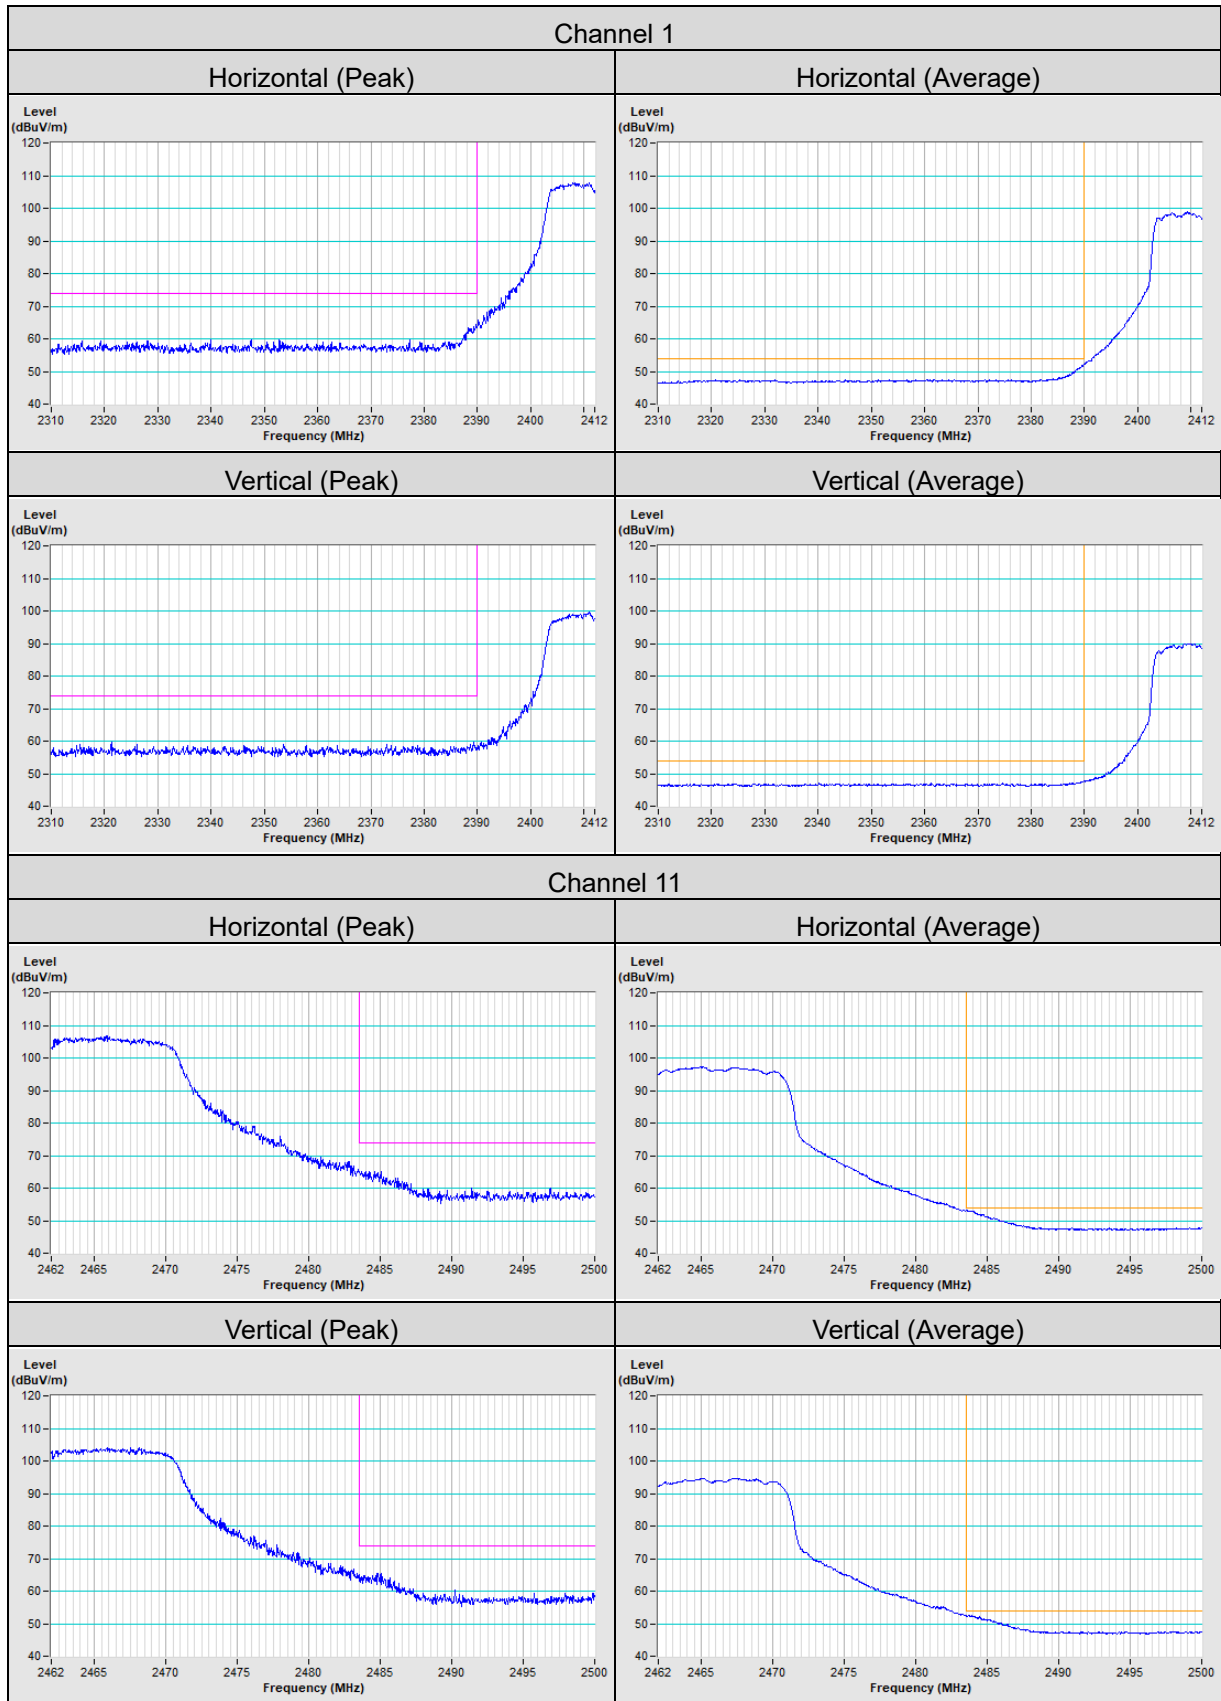 Channel 1
Horizontal (Peak)
Horizontal (Average)
Level
(dBuV/m)
120
110
100
90
80
70
60
50
40
2310 2320 2330 2340 2350 2360 2370 2380 2390 2400 2412
Frequency (MHz)
Level
(dBuV/m)
120
110
100
90
80
70
60
50
40
2310 2320 2330 2340 2350 2360 2370 2380 2390 2400 2412
Frequency (MHz)
Vertical (Peak)
Vertical (Average)
Level
(dBuV/m)
120
110
100
90
80
70
60
50
40
2310 2320 2330 2340 2350 2360 2370 2380 2390 2400 2412
Frequency (MHz)
Level
(dBuV/m)
120
110
100
90
80
70
60
50
40
2310 2320 2330 2340 2350 2360 2370 2380 2390 2400 2412
Frequency (MHz)
Channel 11
Horizontal (Peak)
Horizontal (Average)
Level
(dBuV/m)
120
110
100
90
80
70
60
50
40
2462 2465 2470 2475 2480 2485 2490 2495 2500
Frequency (MHz)
Level
(dBuV/m)
120
110
100
90
80
70
60
50
40
2462 2465 2470 2475 2480 2485 2490 2495 2500
Frequency (MHz)
Vertical (Peak)
Vertical (Average)
Level
(dBuV/m)
120
110
100
90
80
70
60
50
40
2462 2465 2470 2475 2480 2485 2490 2495 2500
Frequency (MHz)
Level
(dBuV/m)
120
110
100
90
80
70
60
50
40
2462 2465 2470 2475 2480 2485 2490 2495 2500
Frequency (MHz)